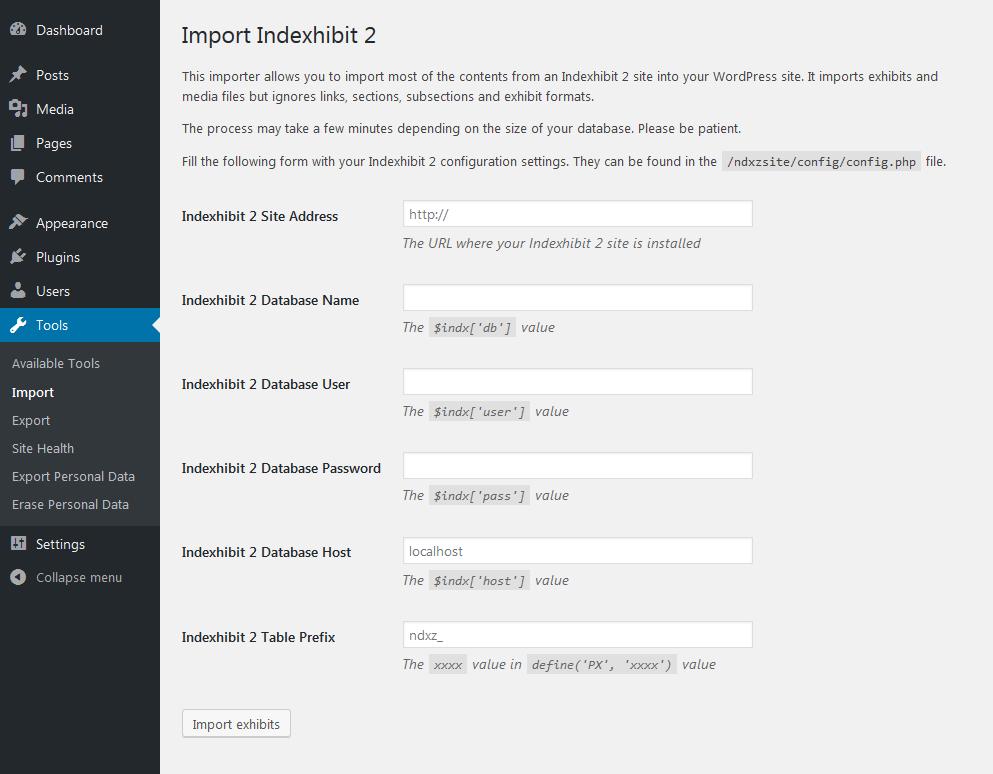 Dashboard
Posts
Media
Pages
Comments
Appearance
Plugins
Users
Tools
Available Tools
Import
Export
Site Health
Export Personal Data
Erase Personal Data
Settings
Collapse menu
Import Indexhibit 2
This importer allows you to import most of the contents from an Indexhibit 2 site into your WordPress site. It imports exhibits and
media files but ignores links, sections, subsections and exhibit formats.
The process may take a few minutes depending on the size of your database. Please be patient.
Fill the following form with your Indexhibit 2 configuration settings. They can be found in the /ndxzsite/config/config.php file.
Indexhibit 2 Site Address
http://
The URL where your Indexhibit 2 site is installed
Indexhibit 2 Database Name
The $indx['db'] value
Indexhibit 2 Database User
The $indx['user'] value
Indexhibit 2 Database Password
The $indx['pass'] value
Indexhibit 2 Database Host
localhost
The $indx['host'] value
Indexhibit 2 Table Prefix
ndxz_
The xxxx value in define('PX', 'xxxx') value
Import exhibits